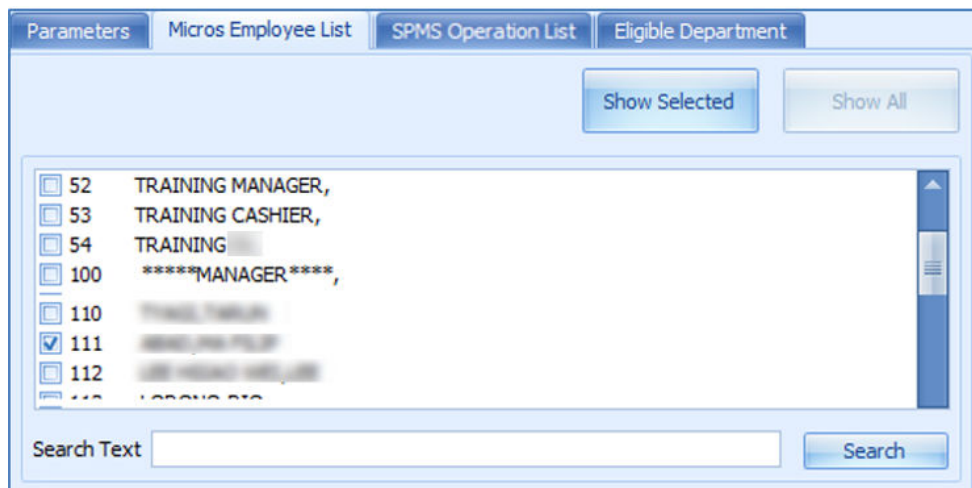 Parameters Micros Employee List SPMS Operation List Eligible Department
Show Selected Show All
52 TRAINING MANAGER,
53 TRAINING CASHIER,
54 TRAINING
100 *****MANAGER****,
110
111
112
Search Text Search